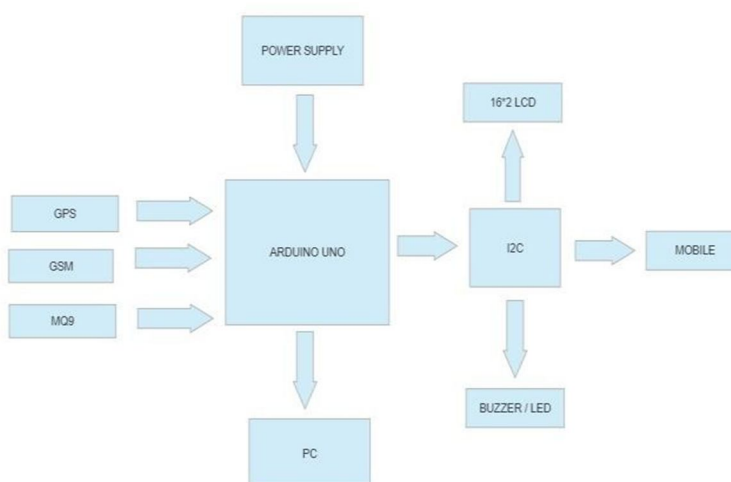 POWER SUPPLY
16*2 LCD
GPS
ARDUINO UNO
I2C
MOBILE
GSM
MQ9
BUZZER / LED
PC